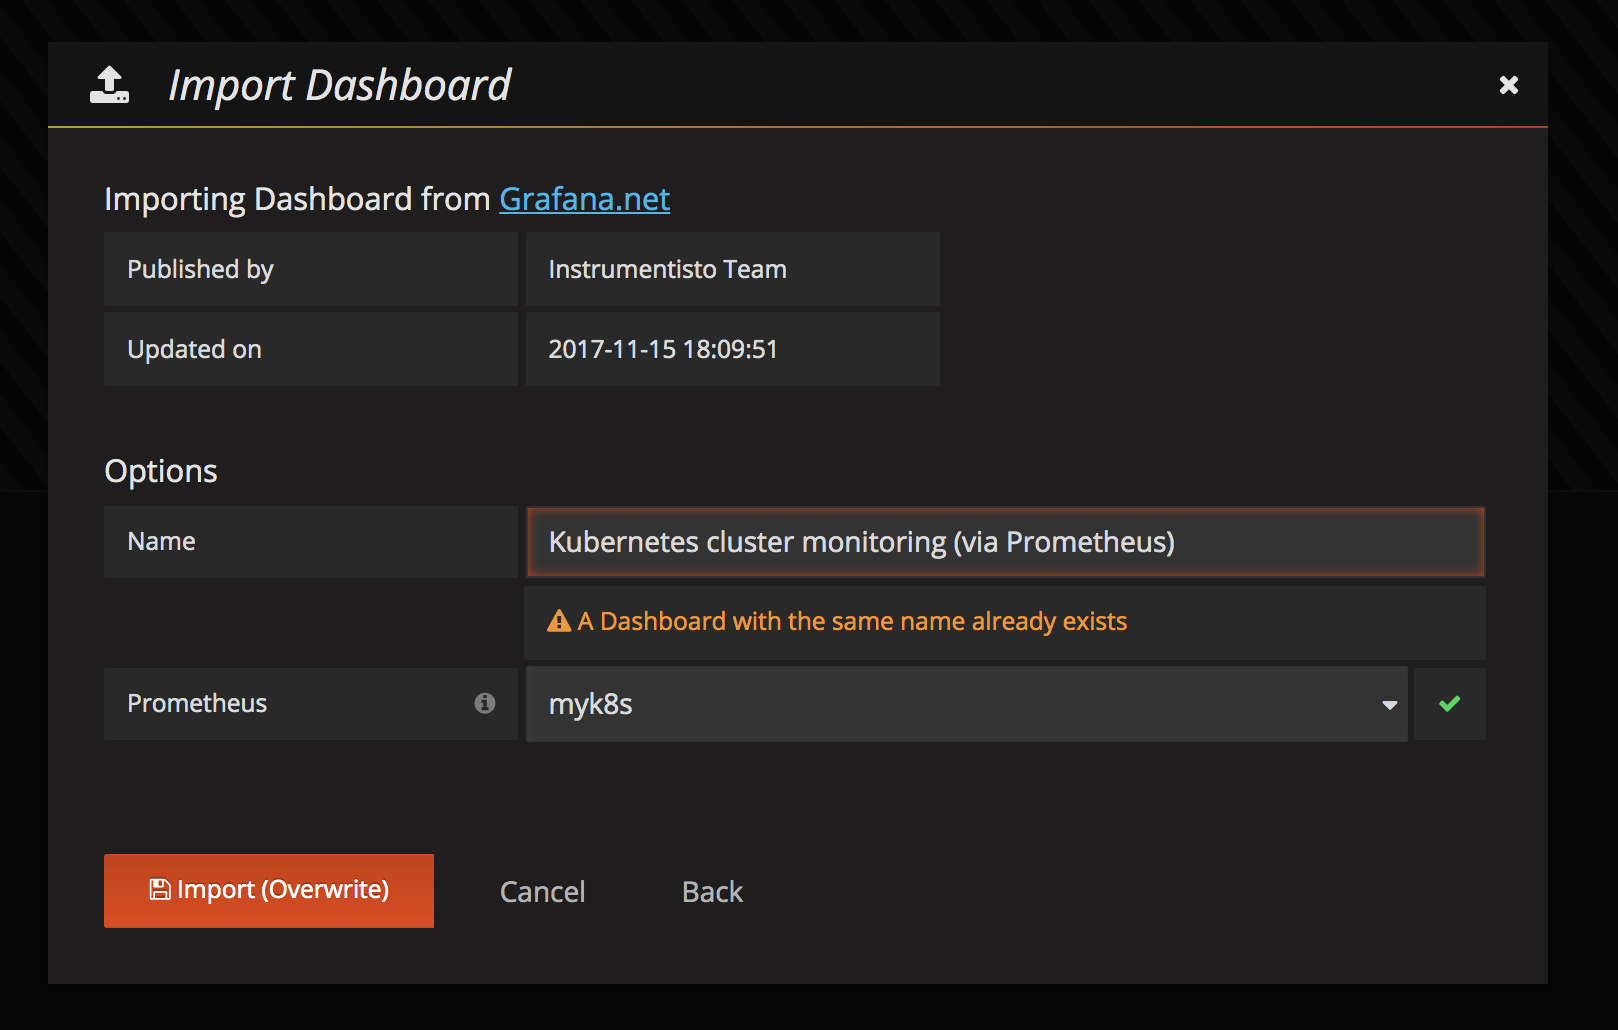 Import Dashboard
Importing Dashboard from Grafana.net
Published by Instrumentisto Team
Updated on 2017-11-15 18:09:51
Options
Name Kubernetes cluster monitoring (via Prometheus)
A Dashboard with the same name already exists
Prometheus myk8s
Import (Overwrite) Cancel Back